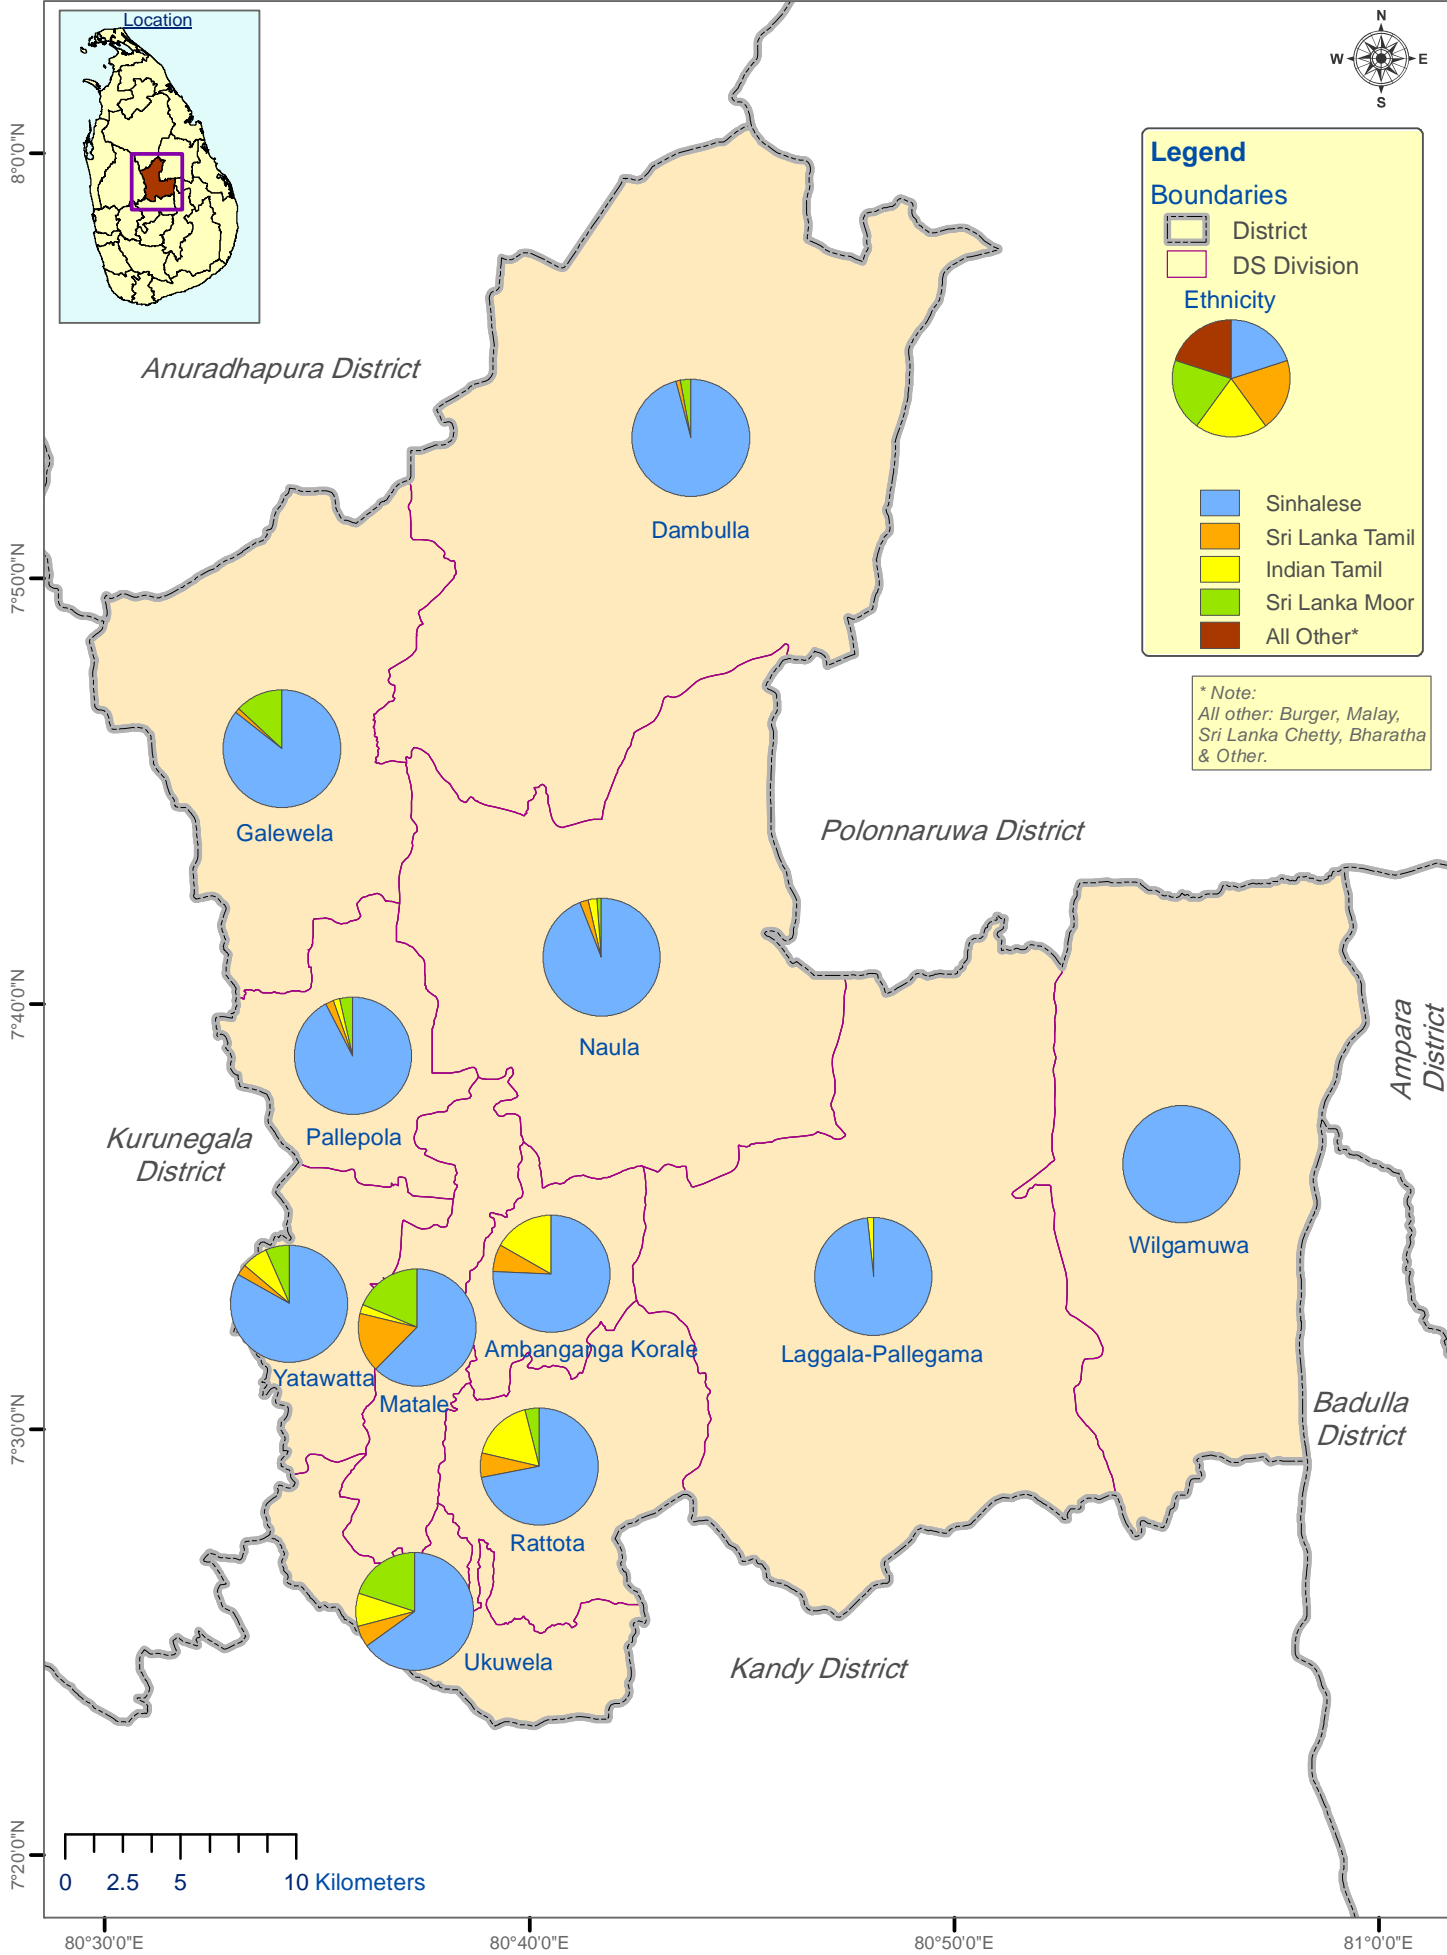 Location
N
W
E
S
Legend
Boundaries
District
DS Division
Ethnicity
Sinhalese
Sri Lanka Tamil
Indian Tamil
Sri Lanka Moor
All Other*
* Note:
All other: Burger, Malay,
Sri Lanka Chetty, Bharatha
& Other.
Anuradhapura District
Dambulla
Galewela
Polonnaruwa District
Naula
Pallepola
Kurunegala
District
Ampara
District
Wilgamuwa
Ambanganga Korale
Laggala-Pallegama
Yatawatta
Matale
Badulla
District
Rattota
Ukuwela
Kandy District
8°0'0"N
7°50'0"N
7°40'0"N
7°30'0"N
7°20'0"N
0 2.5 5 10 Kilometers
80°30'0"E 80°40'0"E 80°50'0"E 81°0'0"E